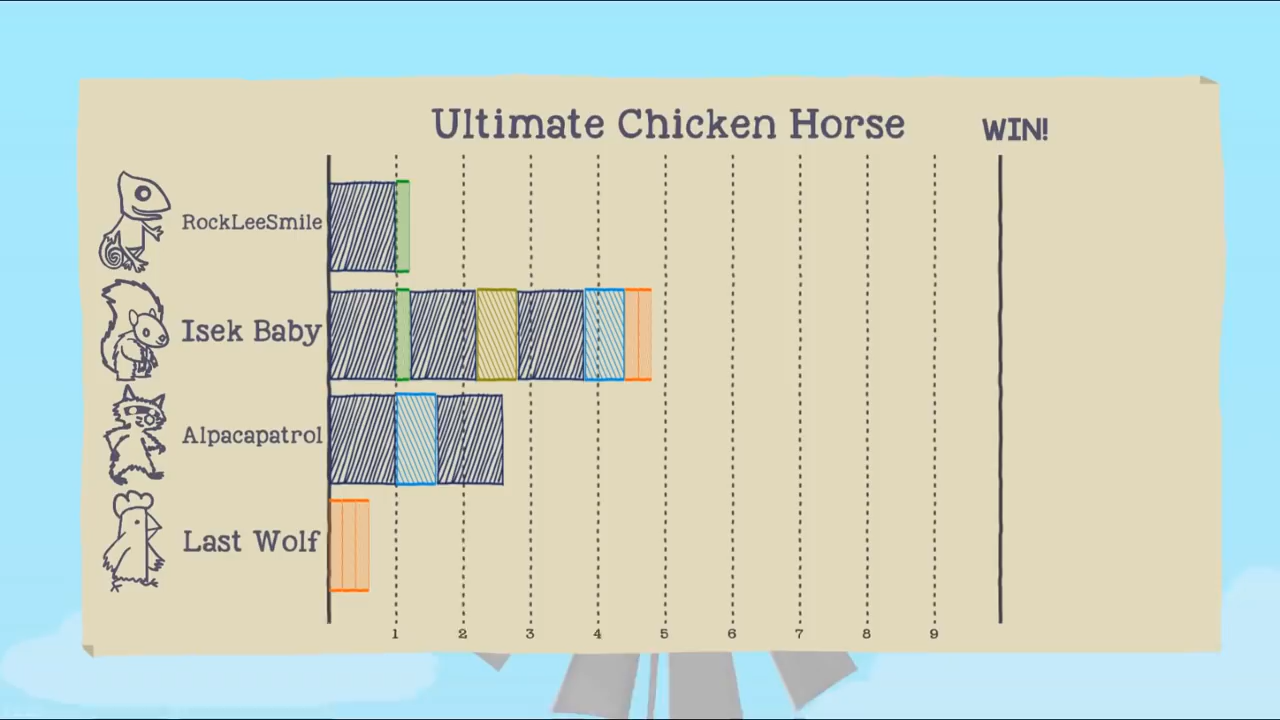 Ultimate Chicken Horse
WIN!
RockLeeSmile
Isek Baby
Alpacapatrol
Last Wolf
1 2 3 4 5 6 7 8 9